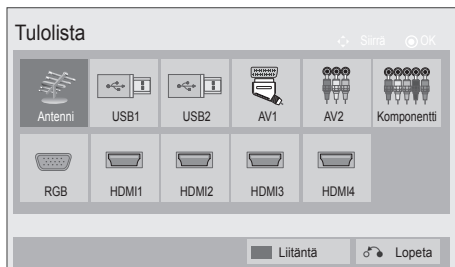 Tulolista
Siirrä OK
Antenni USB1 USB2 AV1 AV2 Komponentti
RGB HDMI1 HDMI2 HDMI3 HDMI4
Liitäntä Lopeta